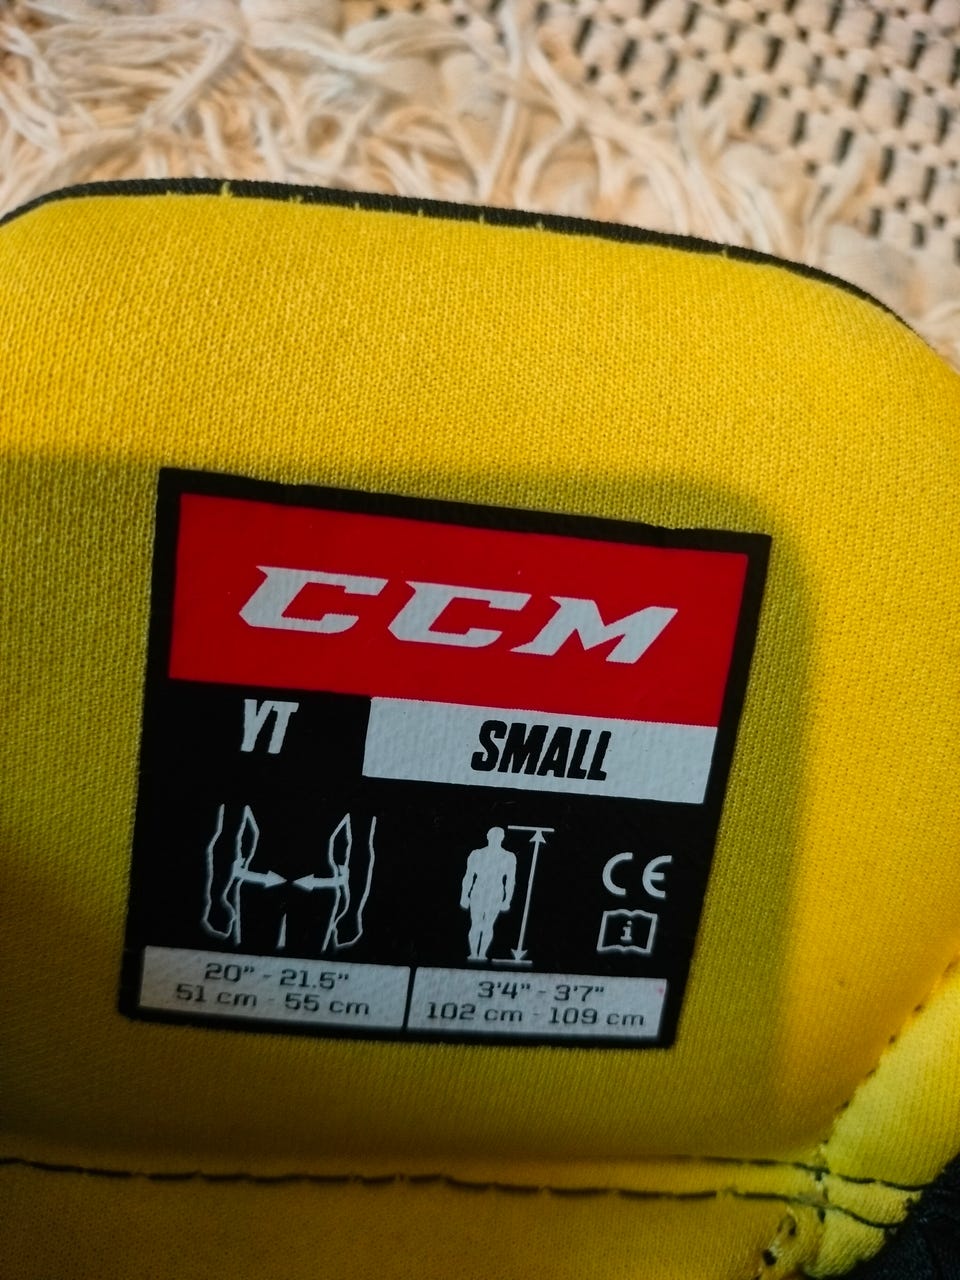 CCM
YT SMALL
CE
i
20" - 21.5"
51 cm - 55 cm
3'4" - 3'7"
102 cm - 109 cm